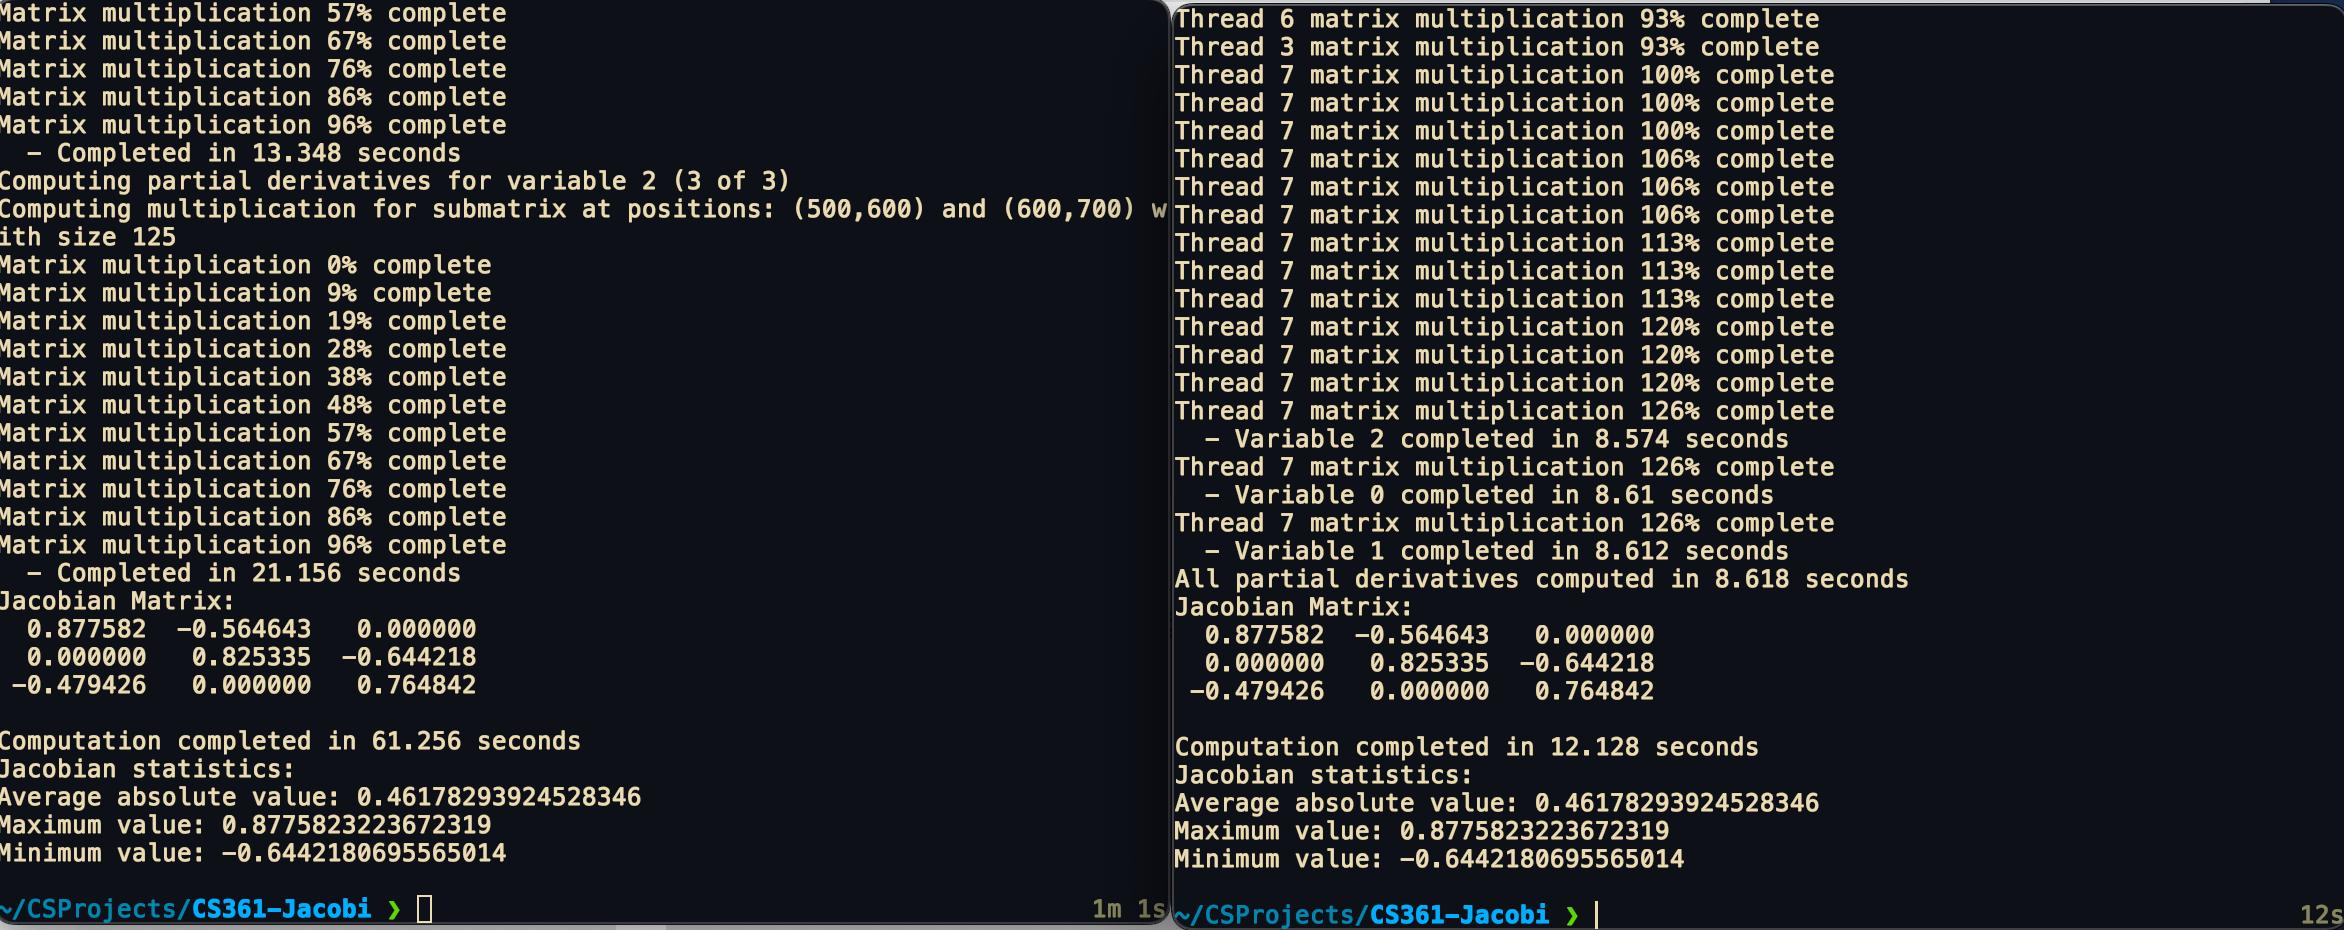 Matrix multiplication 57% complete
Matrix multiplication 67% complete
Matrix multiplication 76% complete
Matrix multiplication 86% complete
Matrix multiplication 96% complete
  – Completed in 13.348 seconds
Computing partial derivatives for variable 2 (3 of 3)
Computing multiplication for submatrix at positions: (500,600) and (600,700) w
ith size 125
Matrix multiplication 0% complete
Matrix multiplication 9% complete
Matrix multiplication 19% complete
Matrix multiplication 28% complete
Matrix multiplication 38% complete
Matrix multiplication 48% complete
Matrix multiplication 57% complete
Matrix multiplication 67% complete
Matrix multiplication 76% complete
Matrix multiplication 86% complete
Matrix multiplication 96% complete
  – Completed in 21.156 seconds
Jacobian Matrix:
  0.877582  -0.564643   0.000000
  0.000000   0.825335  -0.644218
 -0.479426   0.000000   0.764842
Computation completed in 61.256 seconds
Jacobian statistics:
Average absolute value: 0.46178293924528346
Maximum value: 0.8775823223672319
Minimum value: -0.6442180695565014
~/CSProjects/CS361-Jacobi ❯ 1m 1s
Thread 6 matrix multiplication 93% complete
Thread 3 matrix multiplication 93% complete
Thread 7 matrix multiplication 100% complete
Thread 7 matrix multiplication 100% complete
Thread 7 matrix multiplication 100% complete
Thread 7 matrix multiplication 106% complete
Thread 7 matrix multiplication 106% complete
Thread 7 matrix multiplication 106% complete
Thread 7 matrix multiplication 113% complete
Thread 7 matrix multiplication 113% complete
Thread 7 matrix multiplication 113% complete
Thread 7 matrix multiplication 120% complete
Thread 7 matrix multiplication 120% complete
Thread 7 matrix multiplication 120% complete
Thread 7 matrix multiplication 126% complete
  – Variable 2 completed in 8.574 seconds
Thread 7 matrix multiplication 126% complete
  – Variable 0 completed in 8.61 seconds
Thread 7 matrix multiplication 126% complete
  – Variable 1 completed in 8.612 seconds
All partial derivatives computed in 8.618 seconds
Jacobian Matrix:
  0.877582  -0.564643   0.000000
  0.000000   0.825335  -0.644218
 -0.479426   0.000000   0.764842
Computation completed in 12.128 seconds
Jacobian statistics:
Average absolute value: 0.46178293924528346
Maximum value: 0.8775823223672319
Minimum value: -0.6442180695565014
~/CSProjects/CS361-Jacobi ❯ 12s